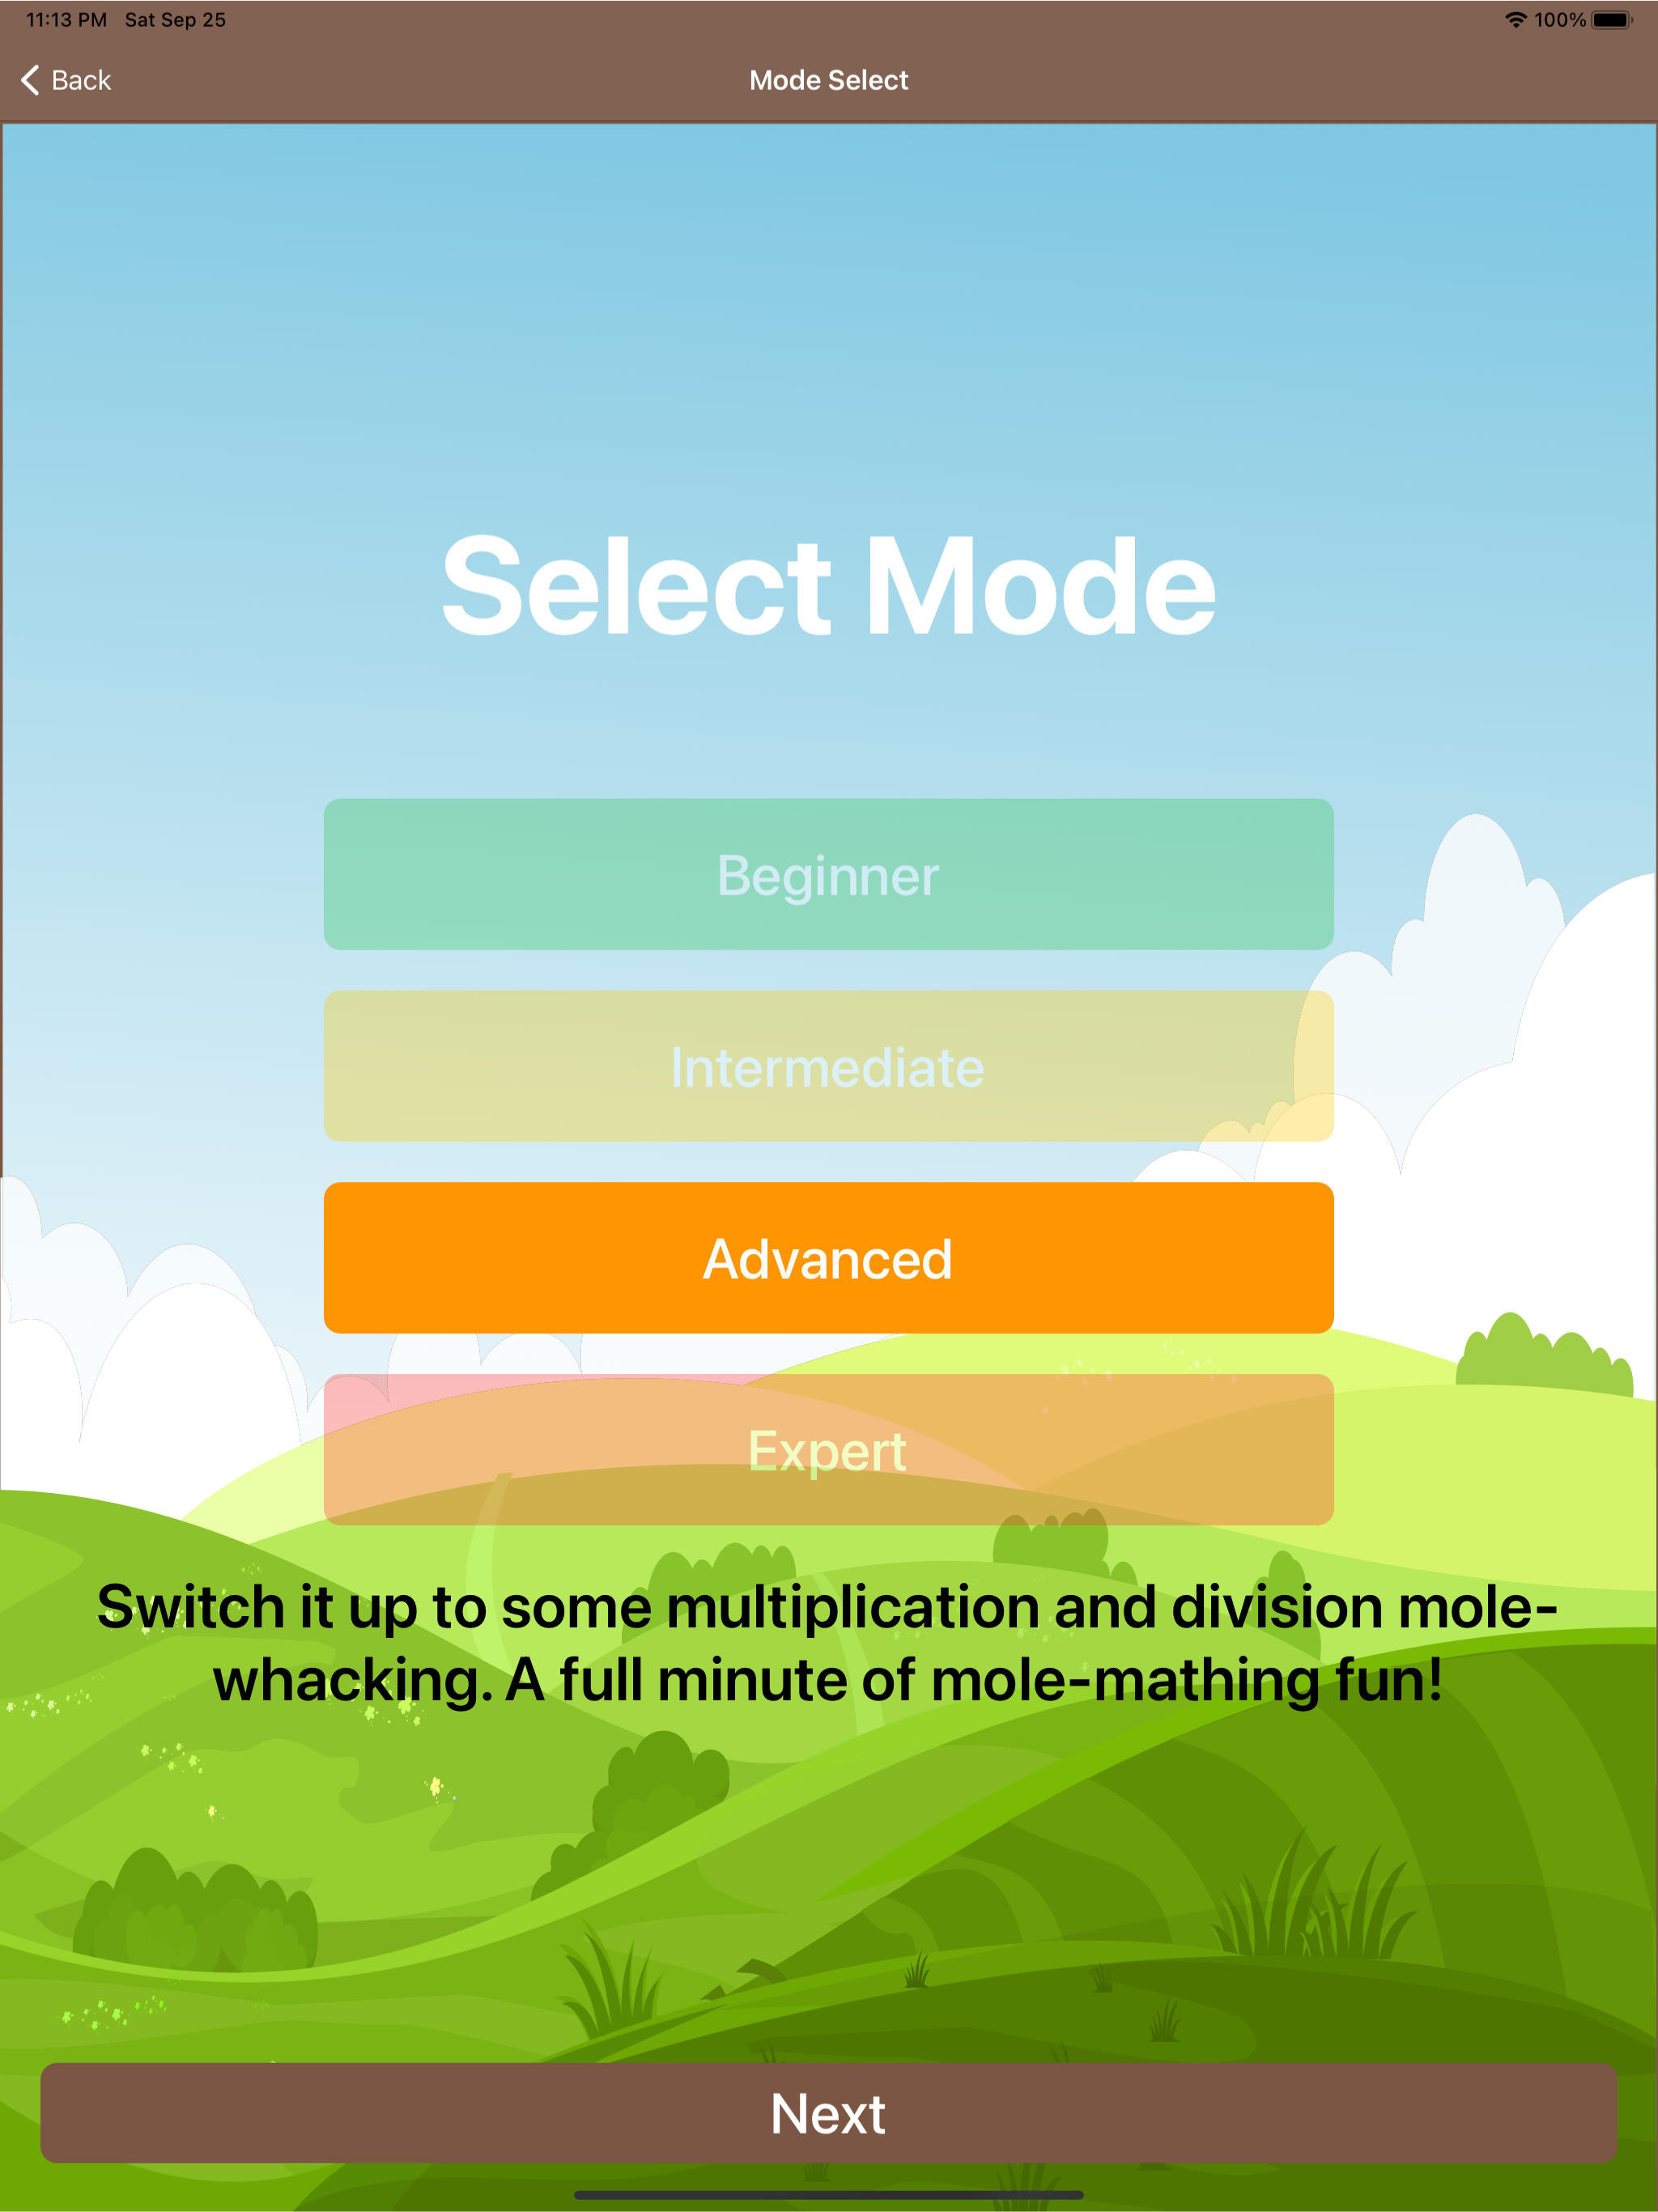 11:13 PM Sat Sep 25 100%
Back Mode Select
Select Mode
Beginner
Intermediate
Advanced
Expert
Switch it up to some multiplication and division mole-
whacking. A full minute of mole-mathing fun!
Next